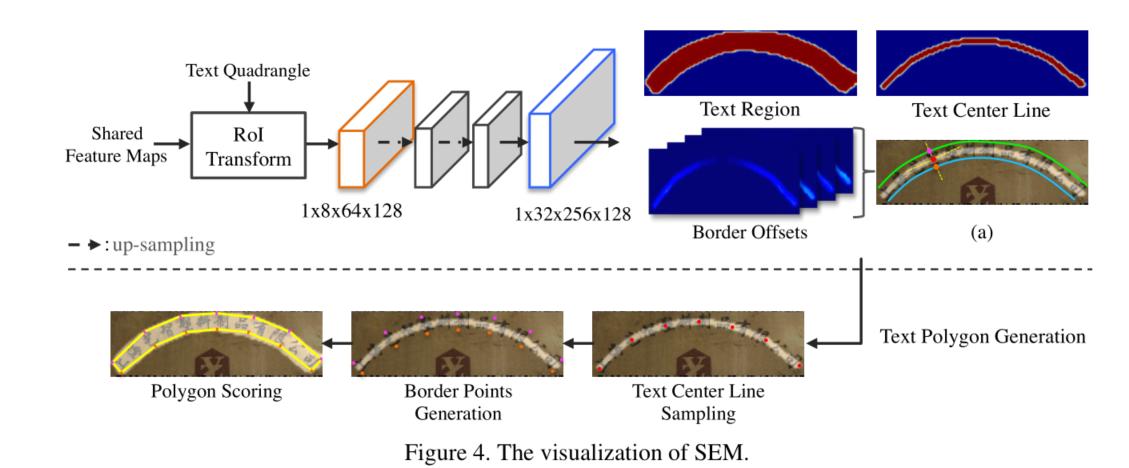 Text Quadrangle
Shared
Feature Maps
RoI
Transform
1x8x64x128
1x32x256x128
Text Region
Text Center Line
Border Offsets
(a)
: up-sampling
Text Polygon Generation
Polygon Scoring
Border Points
Generation
Text Center Line
Sampling
Figure 4. The visualization of SEM.